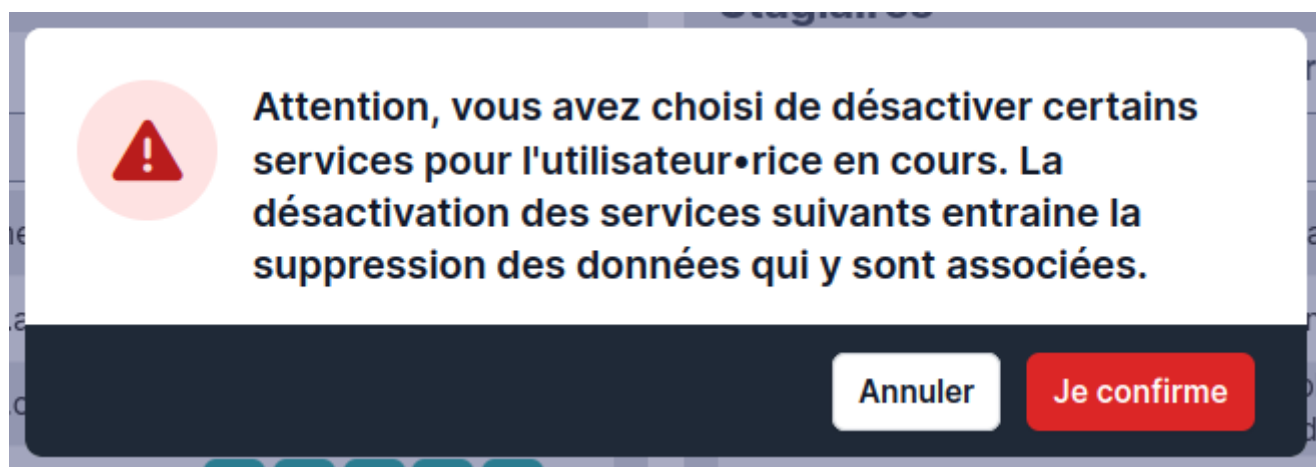 Stagiaires
Attention, vous avez choisi de désactiver certains
services pour l'utilisateur•rice en cours. La
désactivation des services suivants entraine la
suppression des données qui y sont associées.
Annuler
Je confirme